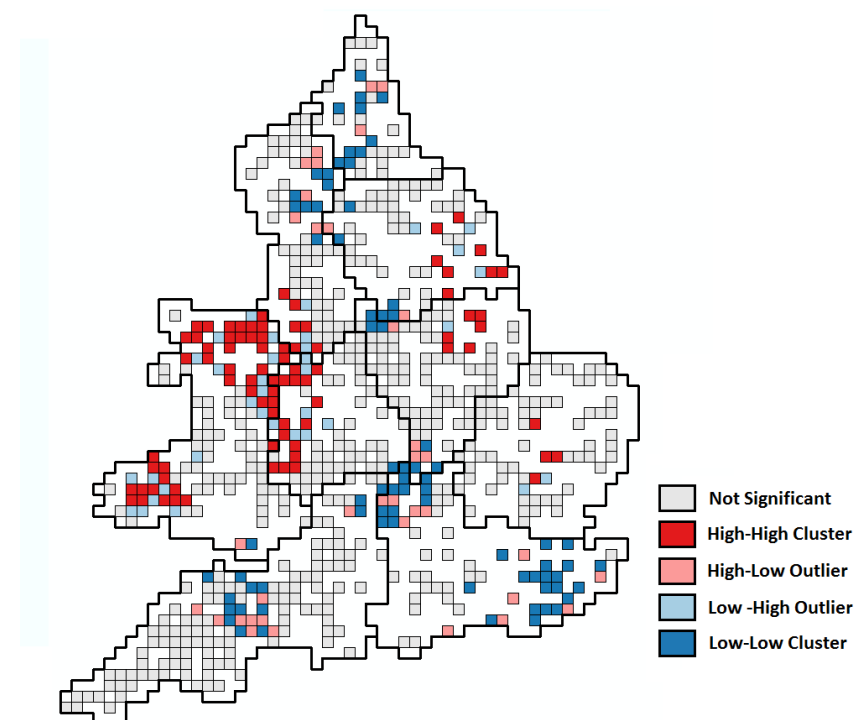 Not Significant
High-High Cluster
High-Low Outlier
Low -High Outlier
Low-Low Cluster